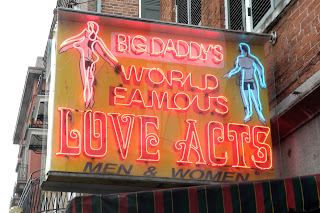 BIG DADDY'S
WORLD
FAMOUS
LOVE ACTS
MEN & WOMEN